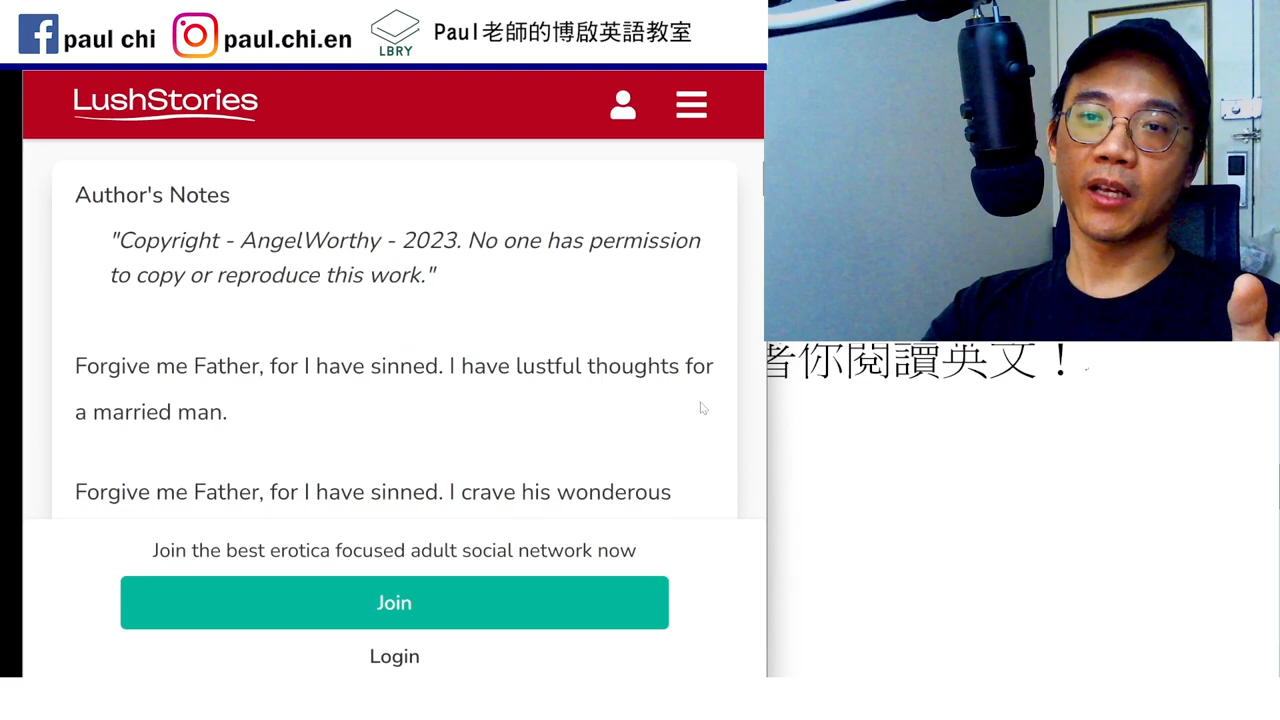 paul chi
paul.chi.en
LBRY
Paul老師的博啟英語教室
LushStories
Author's Notes
"Copyright - AngelWorthy - 2023. No one has permission
to copy or reproduce this work."
Forgive me Father, for I have sinned. I have lustful thoughts for
a married man.
Forgive me Father, for I have sinned. I crave his wonderous
者你閱讀英文！
Join the best erotica focused adult social network now
Join
Login